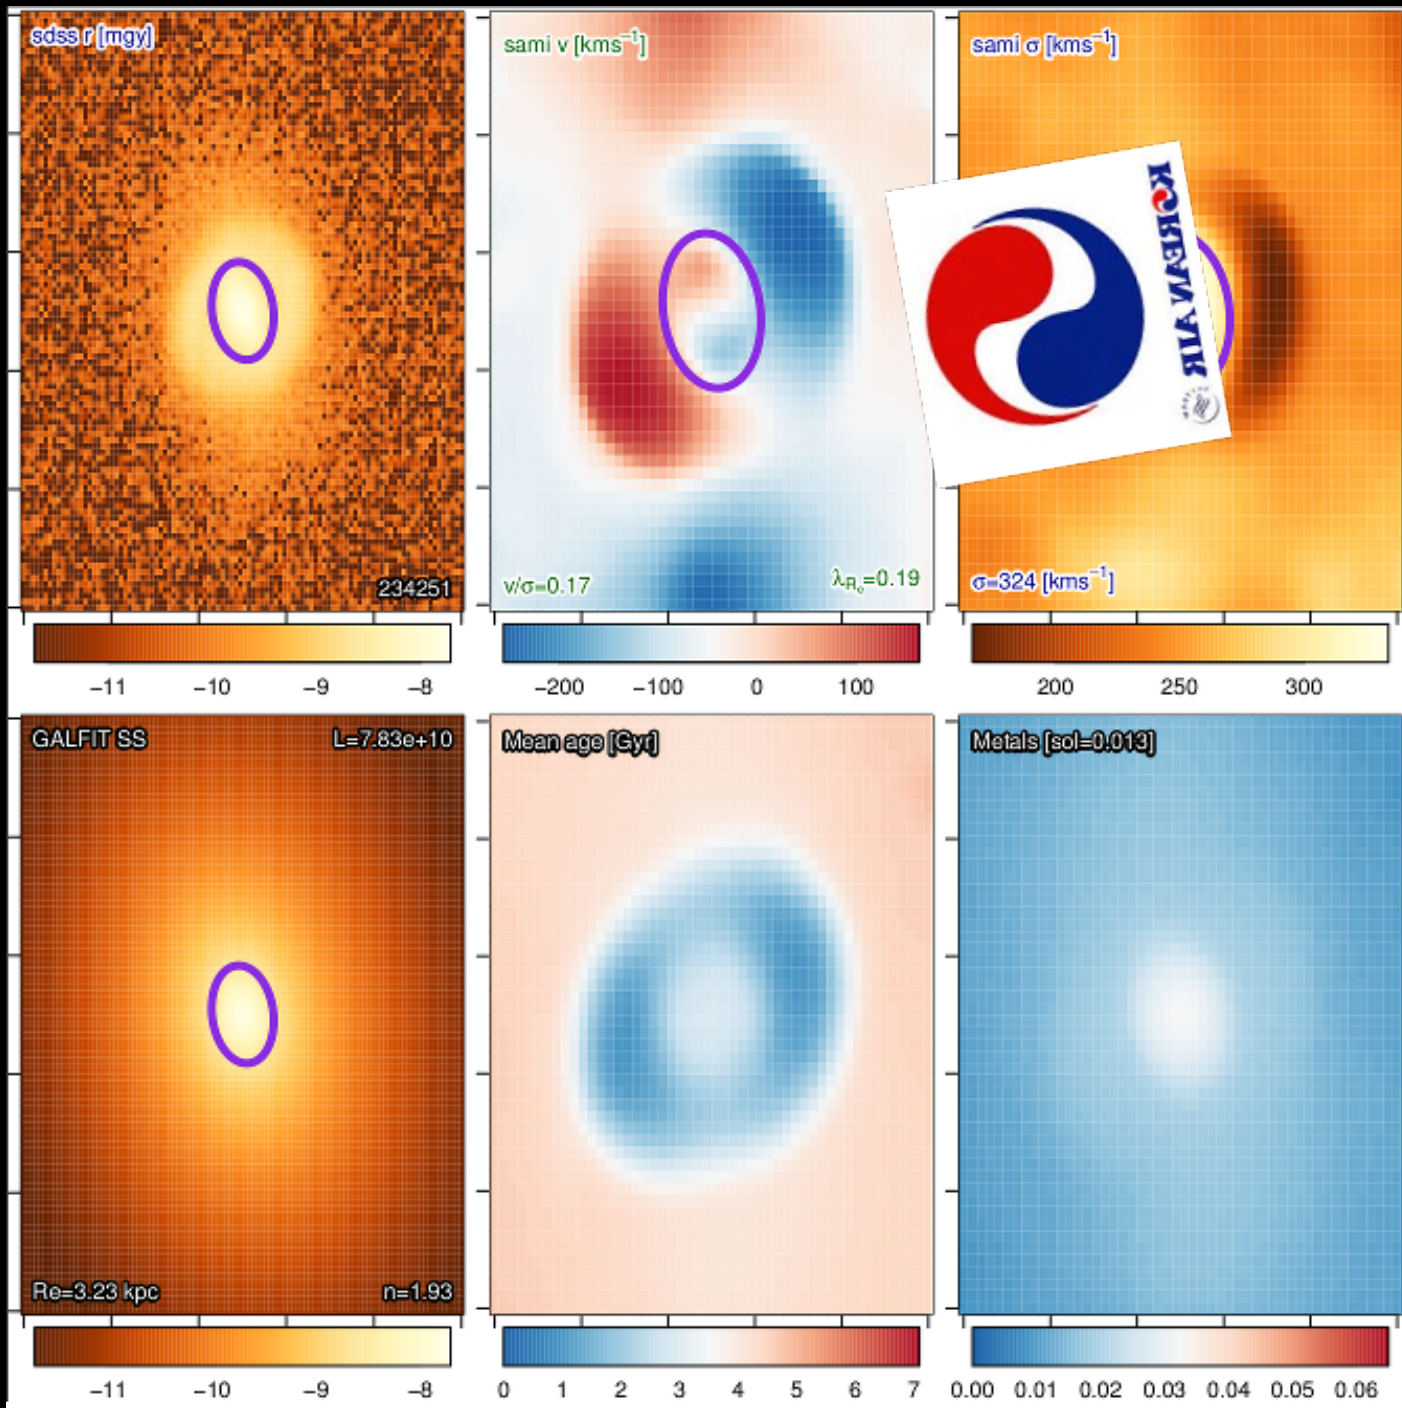 sdss r [mgy]
234251
−11 −10 −9 −8
sami v [kms⁻¹]
v/σ=0.17
λ_Rₑ=0.19
−200 −100 0 100
sami σ [kms⁻¹]
KOREAN AIR
σ=324 [kms⁻¹]
200 250 300
GALFIT SS
L=7.83e+10
Re=3.23 kpc
n=1.93
−11 −10 −9 −8
Mean age [Gyr]
0 1 2 3 4 5 6 7
Metals [sol=0.013]
0.00 0.01 0.02 0.03 0.04 0.05 0.06